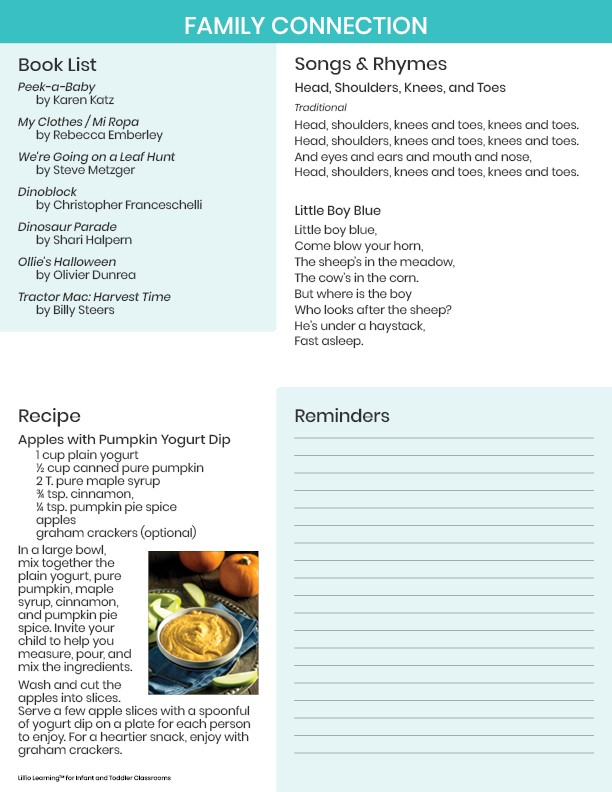 FAMILY CONNECTION
Book List
Peek-a-Baby
by Karen Katz
My Clothes / Mi Ropa
by Rebecca Emberley
We're Going on a Leaf Hunt
by Steve Metzger
Dinoblock
by Christopher Franceschelli
Dinosaur Parade
by Shari Halpern
Ollie's Halloween
by Olivier Dunrea
Tractor Mac: Harvest Time
by Billy Steers
Songs & Rhymes
Head, Shoulders, Knees, and Toes
Traditional
Head, shoulders, knees and toes, knees and toes.
Head, shoulders, knees and toes, knees and toes.
And eyes and ears and mouth and nose,
Head, shoulders, knees and toes, knees and toes.
Little Boy Blue
Little boy blue,
Come blow your horn,
The sheep's in the meadow,
The cow's in the corn.
But where is the boy
Who looks after the sheep?
He's under a haystack,
Fast asleep.
Recipe
Apples with Pumpkin Yogurt Dip
1 cup plain yogurt
½ cup canned pure pumpkin
2 T. pure maple syrup
¾ tsp. cinnamon,
¼ tsp. pumpkin pie spice
apples
graham crackers (optional)
In a large bowl,
mix together the
plain yogurt, pure
pumpkin, maple
syrup, cinnamon,
and pumpkin pie
spice. Invite your
child to help you
measure, pour, and
mix the ingredients.
Wash and cut the
apples into slices.
Serve a few apple slices with a spoonful
of yogurt dip on a plate for each person
to enjoy. For a heartier snack, enjoy with
graham crackers.
Lillio Learning™ for Infant and Toddler Classrooms
Reminders